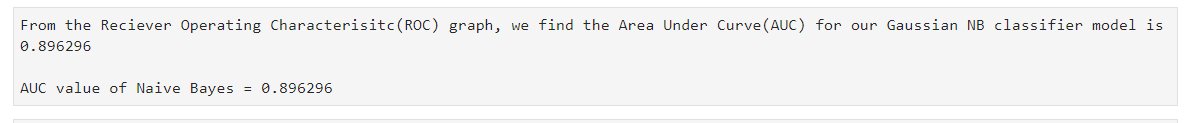 From the Reciever Operating Characterisitc(ROC) graph, we find the Area Under Curve(AUC) for our Gaussian NB classifier model is
0.896296
AUC value of Naive Bayes = 0.896296